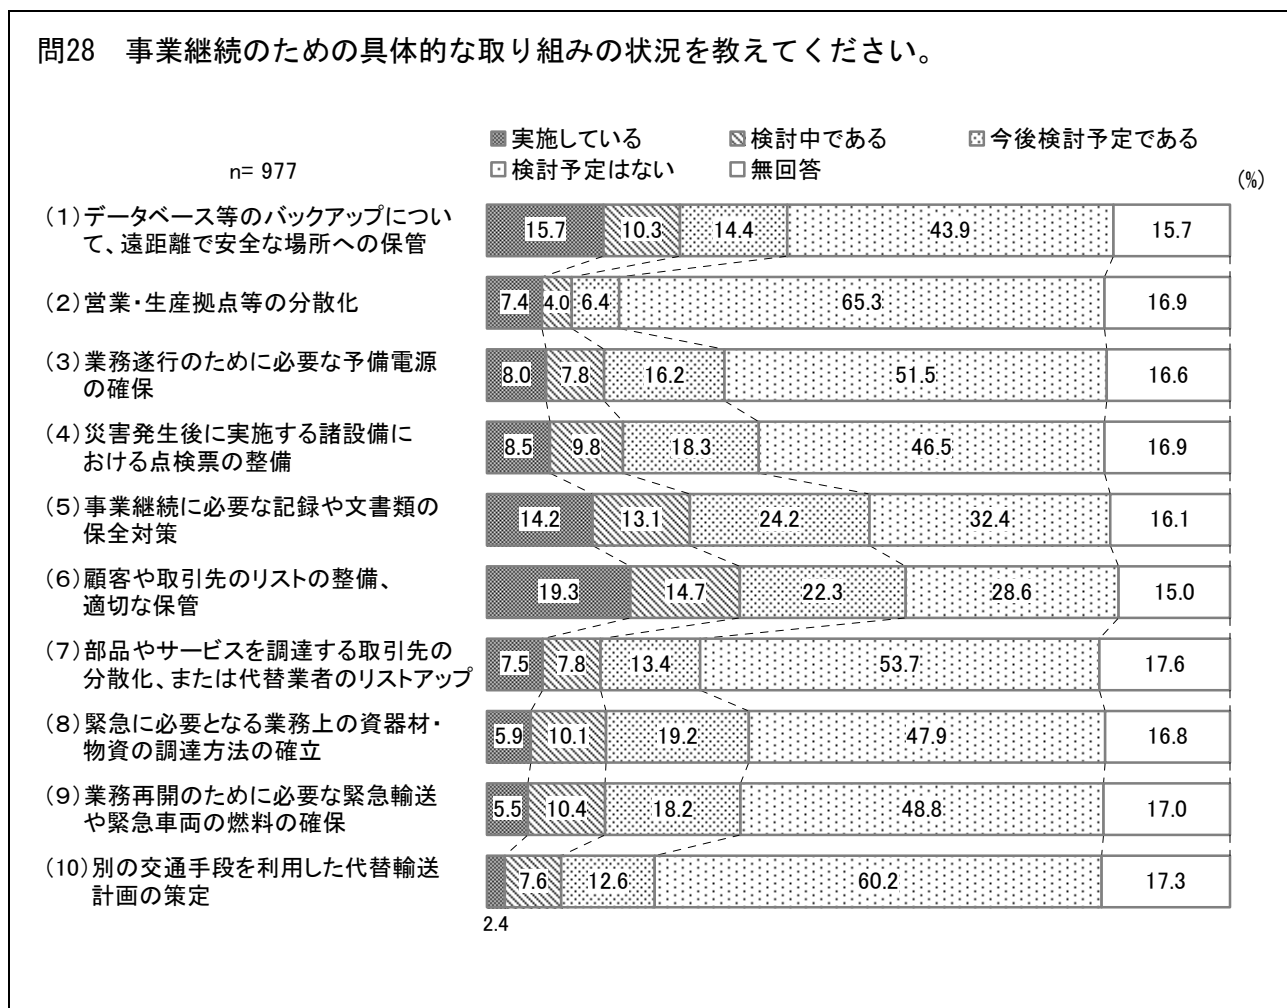 問28　事業継続のための具体的な取り組みの状況を教えてください。
実施している　検討中である　今後検討予定である
n= 977　検討予定はない　無回答
(%)
(1)データベース等のバックアップについ
て、遠距離で安全な場所への保管
15.7 10.3 14.4 43.9 15.7
(2)営業・生産拠点等の分散化
7.4 4.0 6.4 65.3 16.9
(3)業務遂行のために必要な予備電源
の確保
8.0 7.8 16.2 51.5 16.6
(4)災害発生後に実施する諸設備に
おける点検票の整備
8.5 9.8 18.3 46.5 16.9
(5)事業継続に必要な記録や文書類の
保全対策
14.2 13.1 24.2 32.4 16.1
(6)顧客や取引先のリストの整備、
適切な保管
19.3 14.7 22.3 28.6 15.0
(7)部品やサービスを調達する取引先の
分散化、または代替業者のリストアップ
7.5 7.8 13.4 53.7 17.6
(8)緊急に必要となる業務上の資器材・
物資の調達方法の確立
5.9 10.1 19.2 47.9 16.8
(9)業務再開のために必要な緊急輸送
や緊急車両の燃料の確保
5.5 10.4 18.2 48.8 17.0
(10)別の交通手段を利用した代替輸送
計画の策定
7.6 12.6 60.2 17.3
2.4